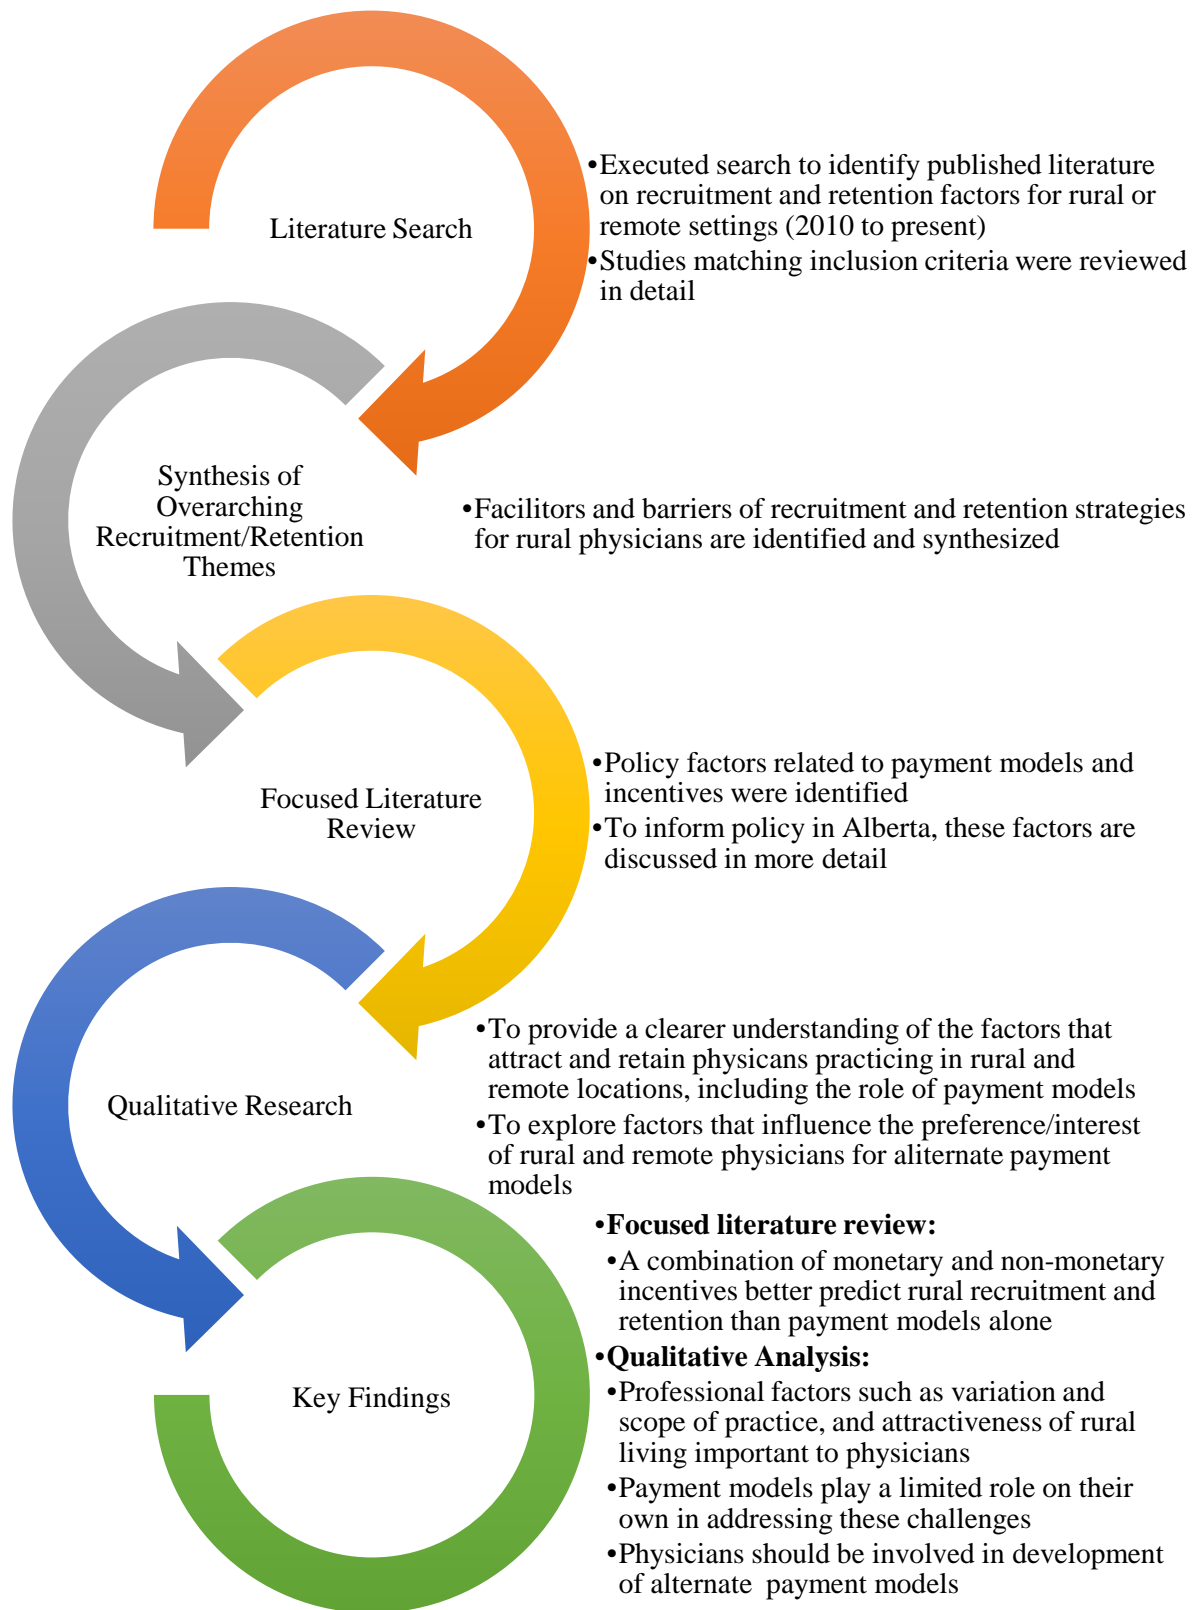 Literature Search
•Executed search to identify published literature
on recruitment and retention factors for rural or
remote settings (2010 to present)
•Studies matching inclusion criteria were reviewed
in detail
Synthesis of
Overarching
Recruitment/Retention
Themes
•Facilitors and barriers of recruitment and retention strategies
for rural physicians are identified and synthesized
Focused Literature
Review
•Policy factors related to payment models and
incentives were identified
•To inform policy in Alberta, these factors are
discussed in more detail
Qualitative Research
•To provide a clearer understanding of the factors that
attract and retain physicans practicing in rural and
remote locations, including the role of payment models
•To explore factors that influence the preference/interest
of rural and remote physicians for aliternate payment
models
Key Findings
•Focused literature review:
•A combination of monetary and non-monetary
incentives better predict rural recruitment and
retention than payment models alone
•Qualitative Analysis:
•Professional factors such as variation and
scope of practice, and attractiveness of rural
living important to physicians
•Payment models play a limited role on their
own in addressing these challenges
•Physicians should be involved in development
of alternate payment models